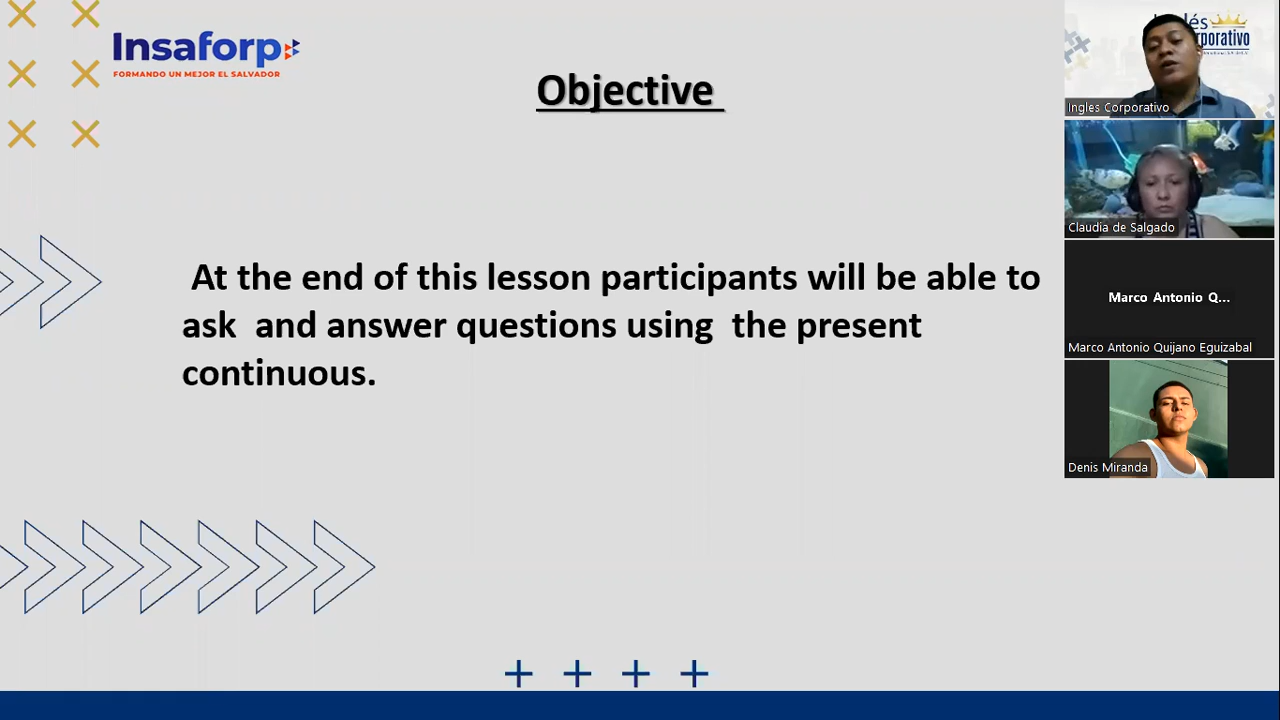 Insaforp
FORMANDO UN MEJOR EL SALVADOR
Objective
At the end of this lesson participants will be able to
ask and answer questions using the present
continuous.
Ingles Corporativo
Claudia de Salgado
Marco Antonio Q...
Marco Antonio Quijano Eguizabal
Denis Miranda